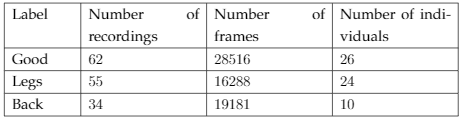 Label Number of Number of Number of indi-
recordings frames viduals
Good 62 28516 26
Legs 55 16288 24
Back 34 19181 10